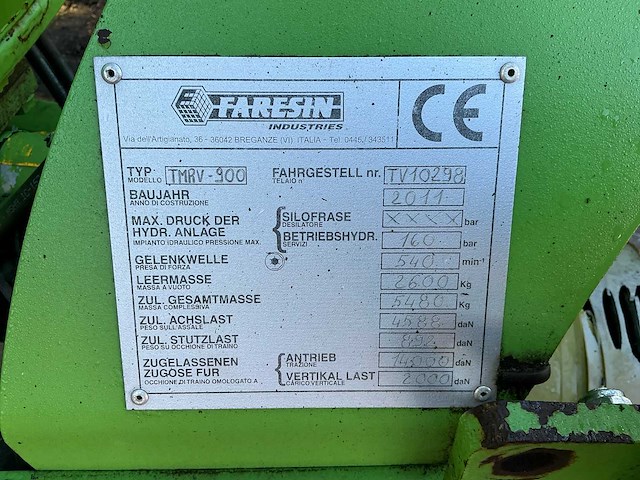 FARESIN
INDUSTRIES
Via dell'Artigianato, 36 - 36042 BREGANZE (VI) ITALIA - Tel. 0445/343511
CE
TYP TMRV-900 FAHRGESTELL nr. TV10298
MODELLO TELAIO n°
BAUJAHR 2011
ANNO DI COSTRUZIONE
MAX. DRUCK DER SILOFRASE XXXX bar
HYDR. ANLAGE DESILATORE
IMPIANTO IDRAULICO PRESSIONE MAX. BETRIEBSHYDR. 160 bar
SERVIZI
GELENKWELLE 540 min-1
PRESA DI FORZA
LEERMASSE 2600 Kg
MASSA A VUOTO
ZUL. GESAMTMASSE 5480 Kg
MASSA COMPLESSIVA
ZUL. ACHSLAST 4588 daN
PESO SULL'ASSALE
ZUL. STUTZLAST 892 daN
PESO SU OCCHIONE DI TRAINO
ZUGELASSENEN ANTRIEB 14000 daN
ZUGÖSE FUR TRAZIONE
OCCHIONE DI TRAINO OMOLOGATO A VERTIKAL LAST 2000 daN
CARICO VERTICALE